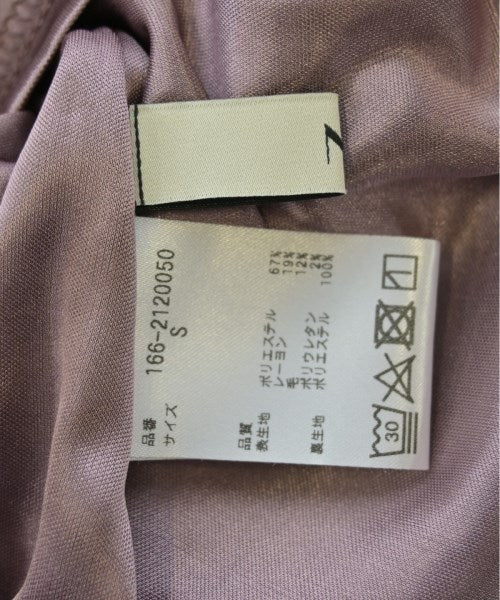 7
品番 166-2120050
サイズ S
品質
表生地 ポリエステル 67%
レーヨン 19%
毛 12%
ポリウレタン 2%
裏生地 ポリエステル 100%
30